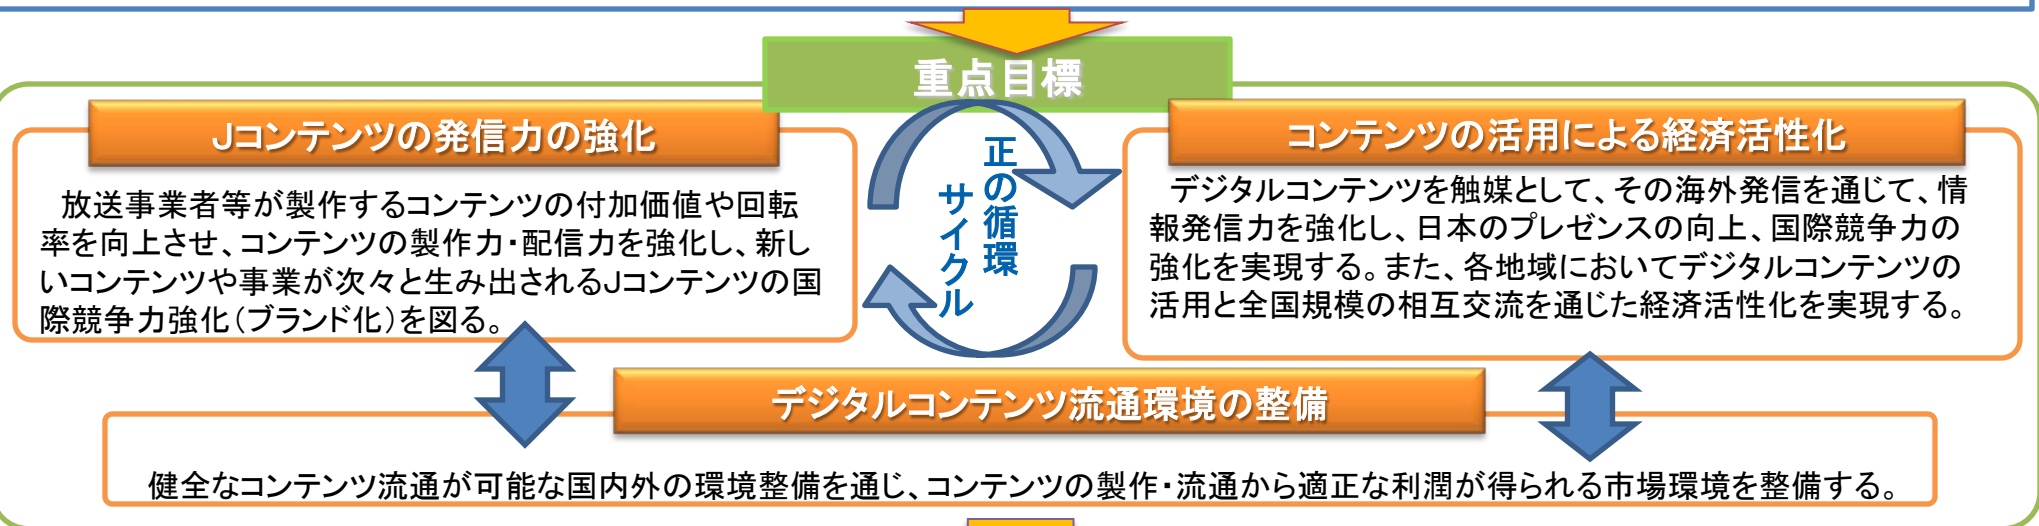 重点目標
Jコンテンツの発信力の強化
放送事業者等が製作するコンテンツの付加価値や回転
率を向上させ、コンテンツの製作力・配信力を強化し、新し
いコンテンツや事業が次々と生み出されるJコンテンツの国
際競争力強化(ブランド化)を図る。
正の循環
サイクル
コンテンツの活用による経済活性化
デジタルコンテンツを触媒として、その海外発信を通じて、情
報発信力を強化し、日本のプレゼンスの向上、国際競争力の
強化を実現する。また、各地域においてデジタルコンテンツの
活用と全国規模の相互交流を通じた経済活性化を実現する。
デジタルコンテンツ流通環境の整備
健全なコンテンツ流通が可能な国内外の環境整備を通じ、コンテンツの製作・流通から適正な利潤が得られる市場環境を整備する。